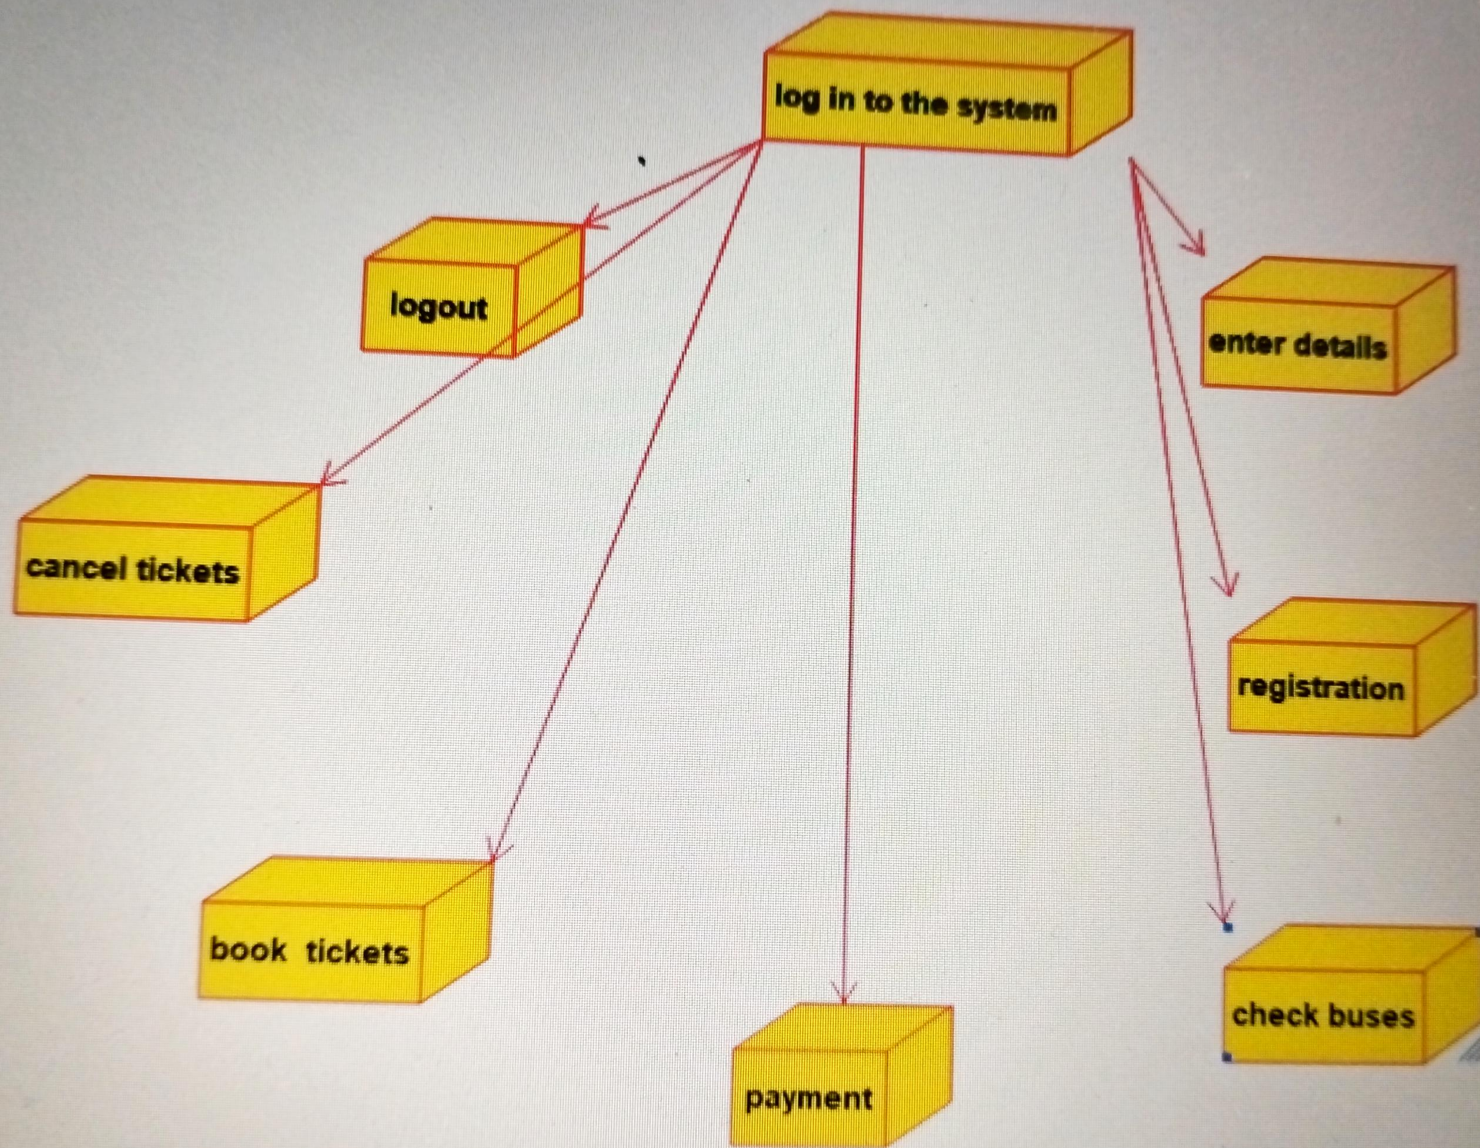 log in to the system
logout
enter details
cancel tickets
registration
book  tickets
check buses
payment